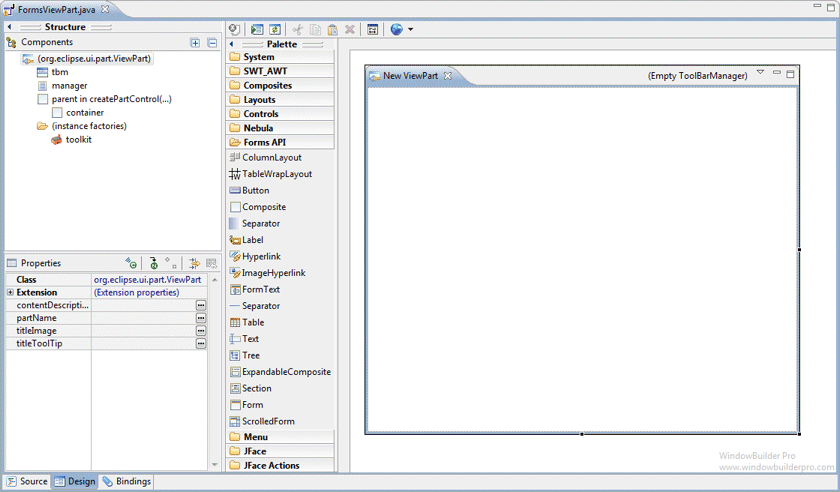 FormsViewPart.java
Structure
Components
(org.eclipse.ui.part.ViewPart)
tbm
manager
parent in createPartControl(...)
container
(instance factories)
toolkit
Properties
Class org.eclipse.ui.part.ViewPart
Extension (Extension properties)
contentDescripti...
partName
titleImage
titleToolTip
Palette
System
SWT_AWT
Composites
Layouts
Controls
Nebula
Forms API
ColumnLayout
TableWrapLayout
Button
Composite
Separator
Label
Hyperlink
ImageHyperlink
FormText
Separator
Table
Text
Tree
ExpandableComposite
Section
Form
ScrolledForm
Menu
JFace
JFace Actions
New ViewPart (Empty ToolBarManager)
WindowBuilder Pro
www.windowbuilderpro.com
Source Design Bindings